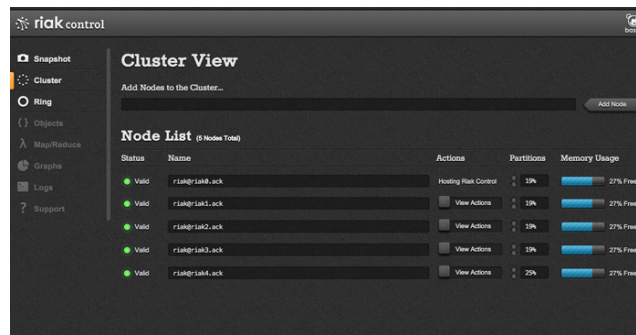 riak control
bas
Snapshot
Cluster
Ring
Objects
Map/Reduce
Graphs
Logs
Support
Cluster View
Add Nodes to the Cluster...
Add Node
Node List (5 Nodes Total)
Status Name Actions Partitions Memory Usage
Valid riak@riak0.ack Hosting Riak Control 19% 27% Free
Valid riak@riak1.ack View Actions 19% 27% Free
Valid riak@riak2.ack View Actions 19% 27% Free
Valid riak@riak3.ack View Actions 19% 27% Free
Valid riak@riak4.ack View Actions 25% 27% Free